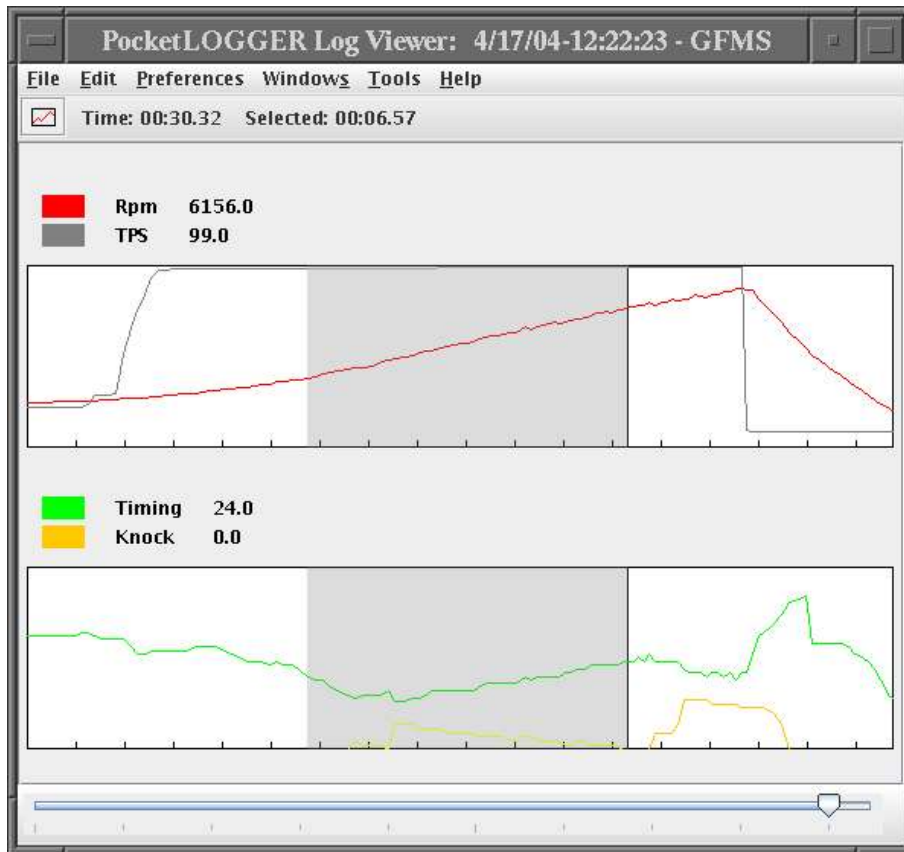 PocketLOGGER Log Viewer: 4/17/04-12:22:23 - GFMS
File Edit Preferences Windows Tools Help
Time: 00:30.32 Selected: 00:06.57
Rpm 6156.0
TPS 99.0
Timing 24.0
Knock 0.0